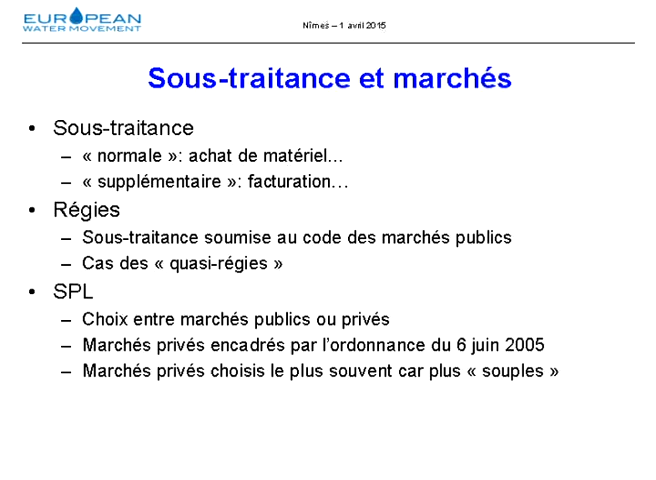 EUROPEAN
WATER MOVEMENT
Nîmes – 1 avril 2015
Sous-traitance et marchés
• Sous-traitance
– « normale »: achat de matériel…
– « supplémentaire »: facturation…
• Régies
– Sous-traitance soumise au code des marchés publics
– Cas des « quasi-régies »
• SPL
– Choix entre marchés publics ou privés
– Marchés privés encadrés par l'ordonnance du 6 juin 2005
– Marchés privés choisis le plus souvent car plus « souples »